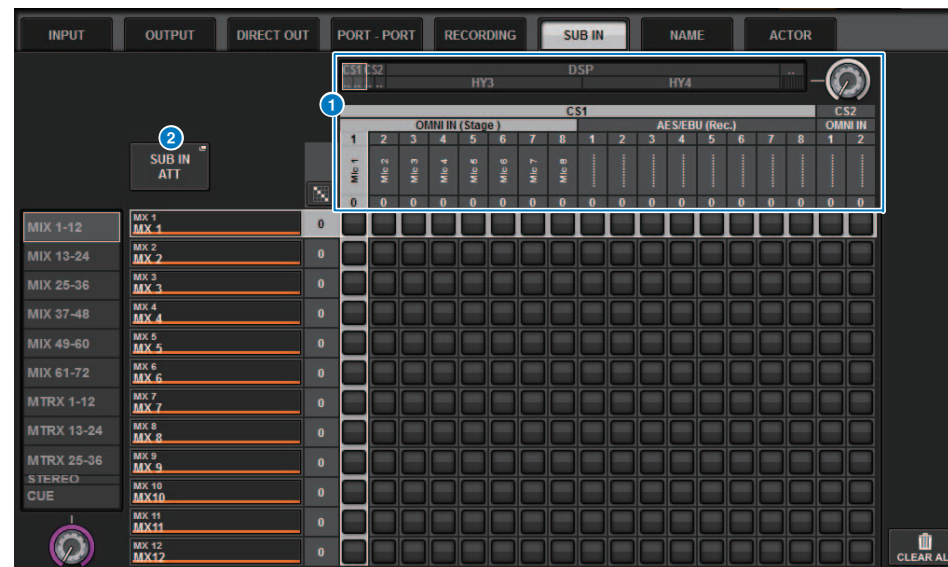 INPUT OUTPUT DIRECT OUT PORT - PORT RECORDING SUB IN NAME ACTOR
CS1 CS2 DSP ..
.. .. .. .. HY3 HY4
1
CS1 CS2
OMNI IN (Stage ) AES/EBU (Rec.) OMNI IN
1 2 3 4 5 6 7 8 1 2 3 4 5 6 7 8 1 2
2
SUB IN
ATT
Mic 1 Mic 2 Mic 3 Mic 4 Mic 5 Mic 6 Mic 7 Mic 8
0 0 0 0 0 0 0 0 0 0 0 0 0 0 0 0 0 0
MIX 1-12
MX 1
MX 1 0
MIX 13-24
MX 2
MX 2 0
MIX 25-36
MX 3
MX 3 0
MIX 37-48
MX 4
MX 4 0
MIX 49-60
MX 5
MX 5 0
MIX 61-72
MX 6
MX 6 0
MTRX 1-12
MX 7
MX 7 0
MTRX 13-24
MX 8
MX 8 0
MTRX 25-36
MX 9
MX 9 0
STEREO
CUE
MX 10
MX10 0
MX 11
MX11 0
MX 12
MX12 0
CLEAR AL